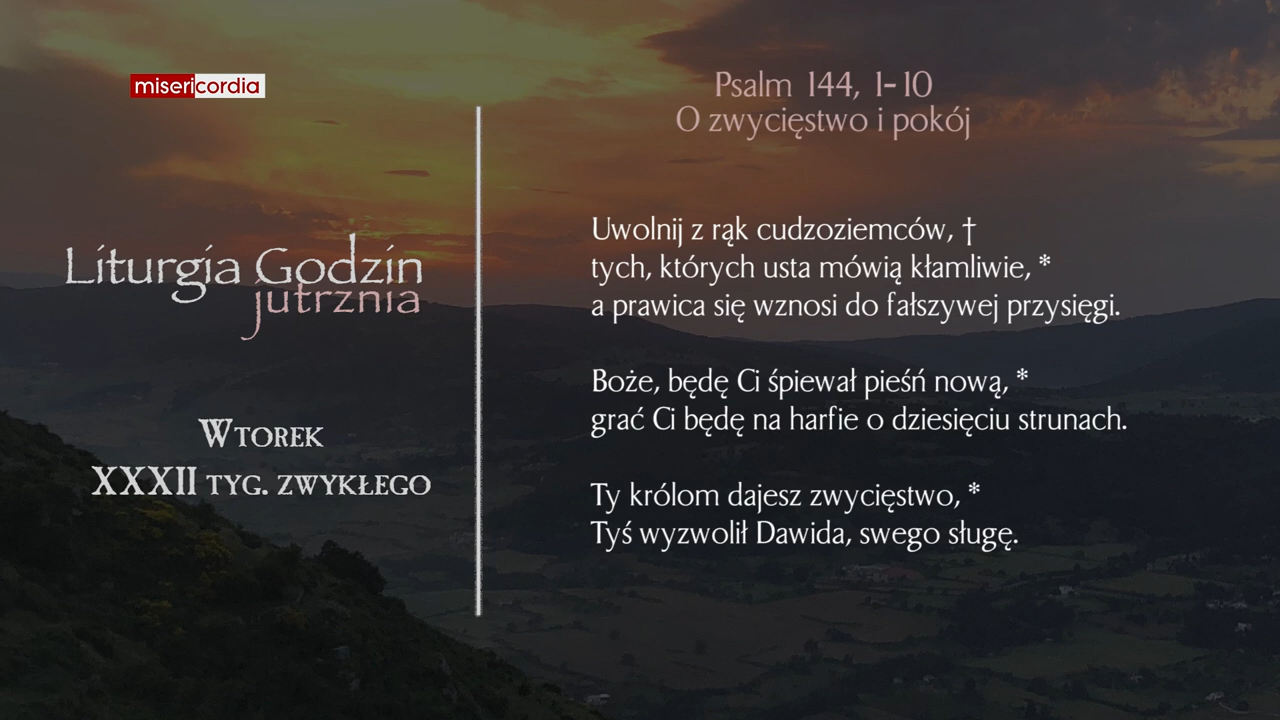 misericordia
Liturgia Godzin
jutrznia
Wtorek
XXXII tyg. zwykłego
Psalm 144, 1-10
O zwycięstwo i pokój
Uwolnij z rąk cudzoziemców, †
tych, których usta mówią kłamliwie, *
a prawica się wznosi do fałszywej przysięgi.
Boże, będę Ci śpiewał pieśń nową, *
grać Ci będę na harfie o dziesięciu strunach.
Ty królom dajesz zwycięstwo, *
Tyś wyzwolił Dawida, swego sługę.